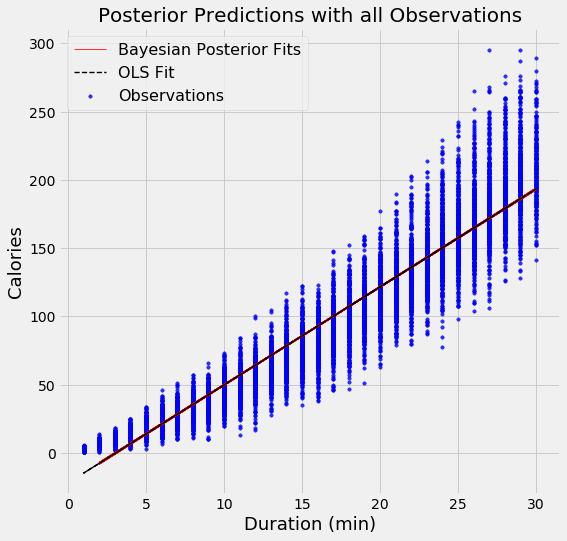 Posterior Predictions with all Observations
300
250
200
150
100
50
0
Calories
Bayesian Posterior Fits
OLS Fit
Observations
0 5 10 15 20 25 30
Duration (min)